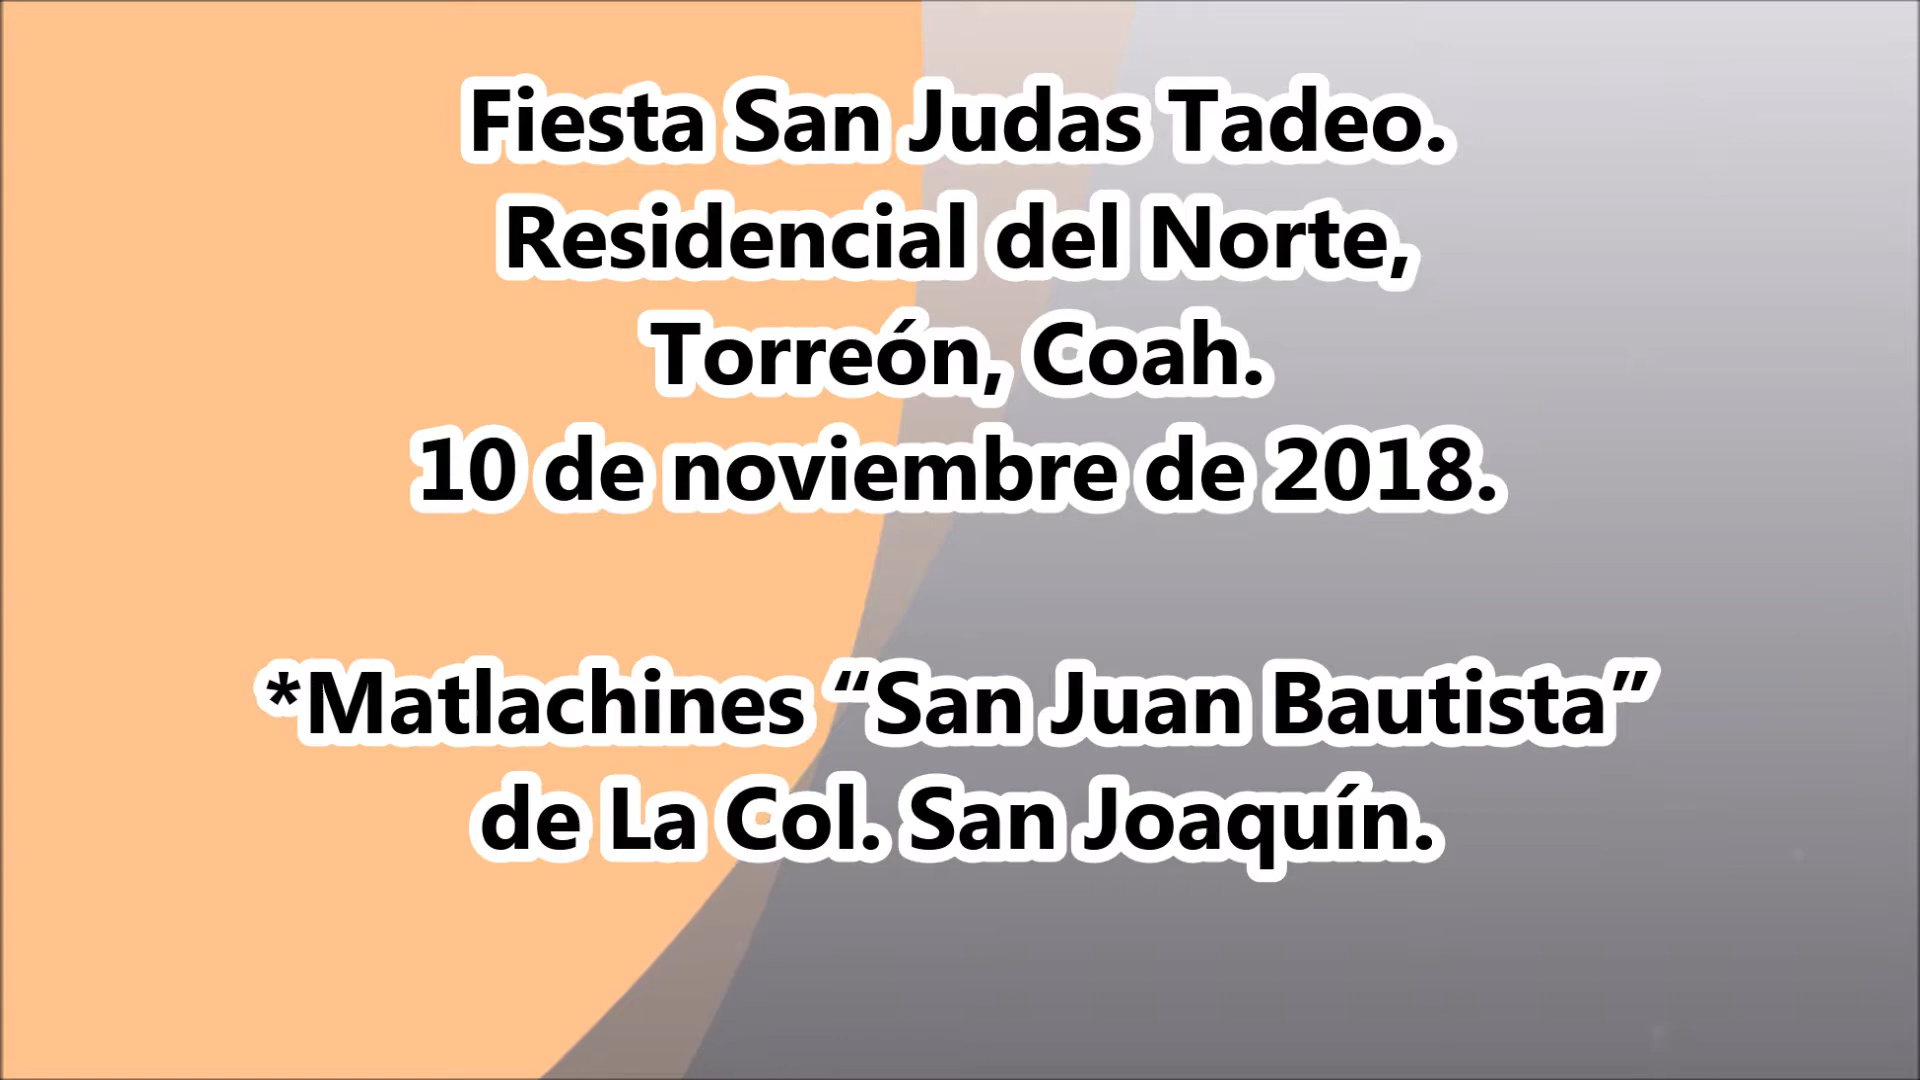 Fiesta San Judas Tadeo.
Residencial del Norte,
Torreón, Coah.
10 de noviembre de 2018.
*Matlachines “San Juan Bautista”
de La Col. San Joaquín.